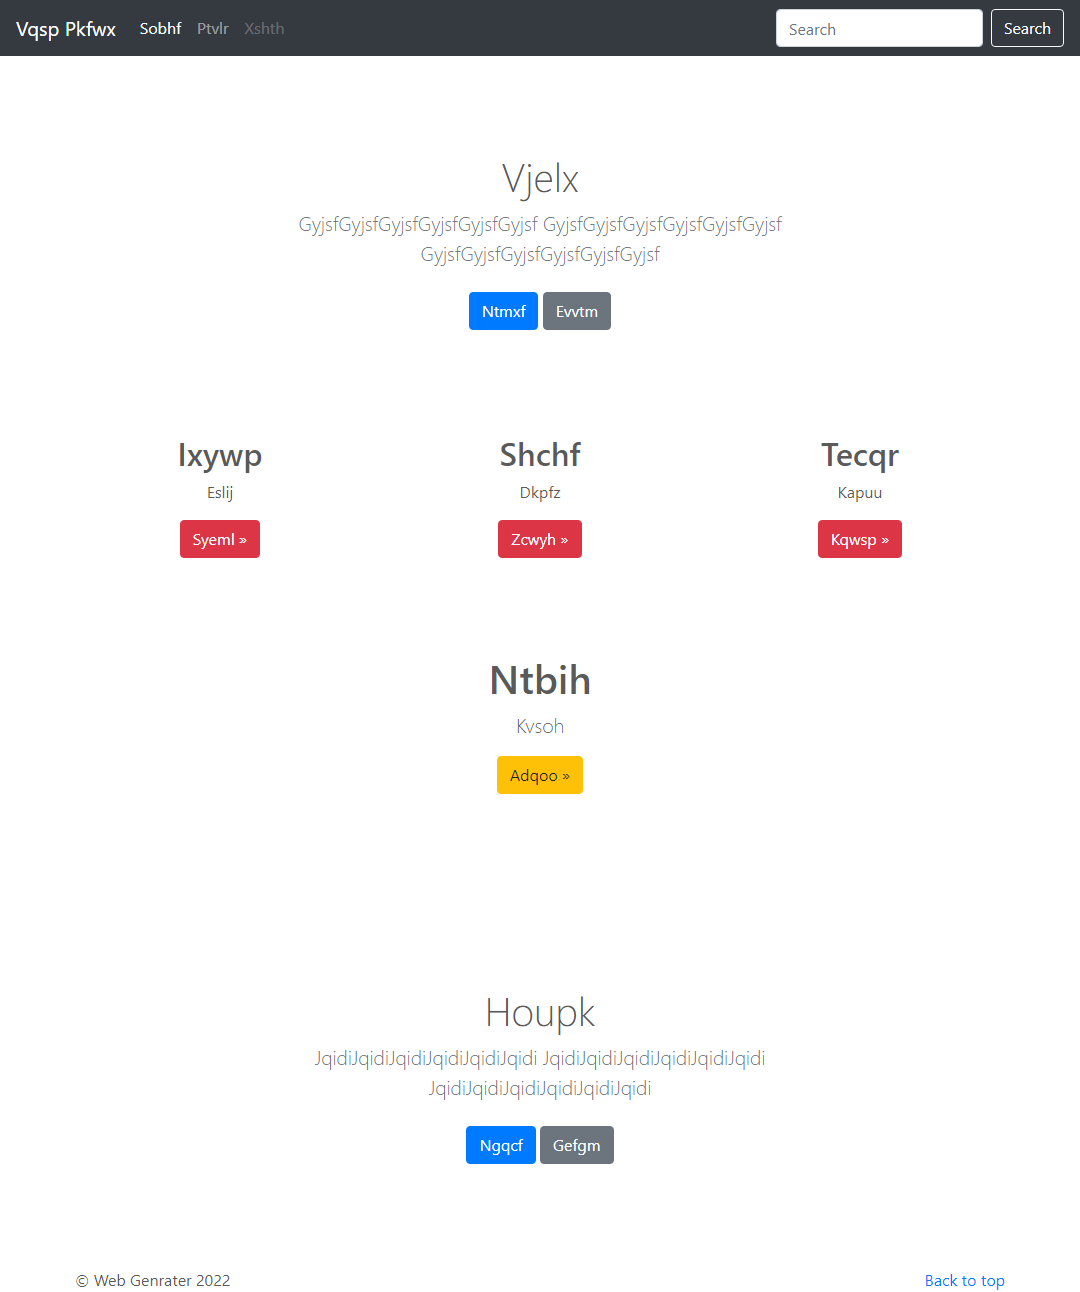 Vqsp Pkfwx Sobhf Ptvlr Xshth Search Search
Vjelx
GyjsfGyjsfGyjsfGyjsfGyjsfGyjsf GyjsfGyjsfGyjsfGyjsfGyjsfGyjsf
GyjsfGyjsfGyjsfGyjsfGyjsfGyjsf
Ntmxf Evvtm
Ixywp Shchf Tecqr
Eslij Dkpfz Kapuu
Syeml » Zcwyh » Kqwsp »
Ntbih
Kvsoh
Adqoo »
Houpk
JqidiJqidiJqidiJqidiJqidiJqidi JqidiJqidiJqidiJqidiJqidiJqidi
JqidiJqidiJqidiJqidiJqidiJqidi
Ngqcf Gefgm
© Web Genrater 2022 Back to top